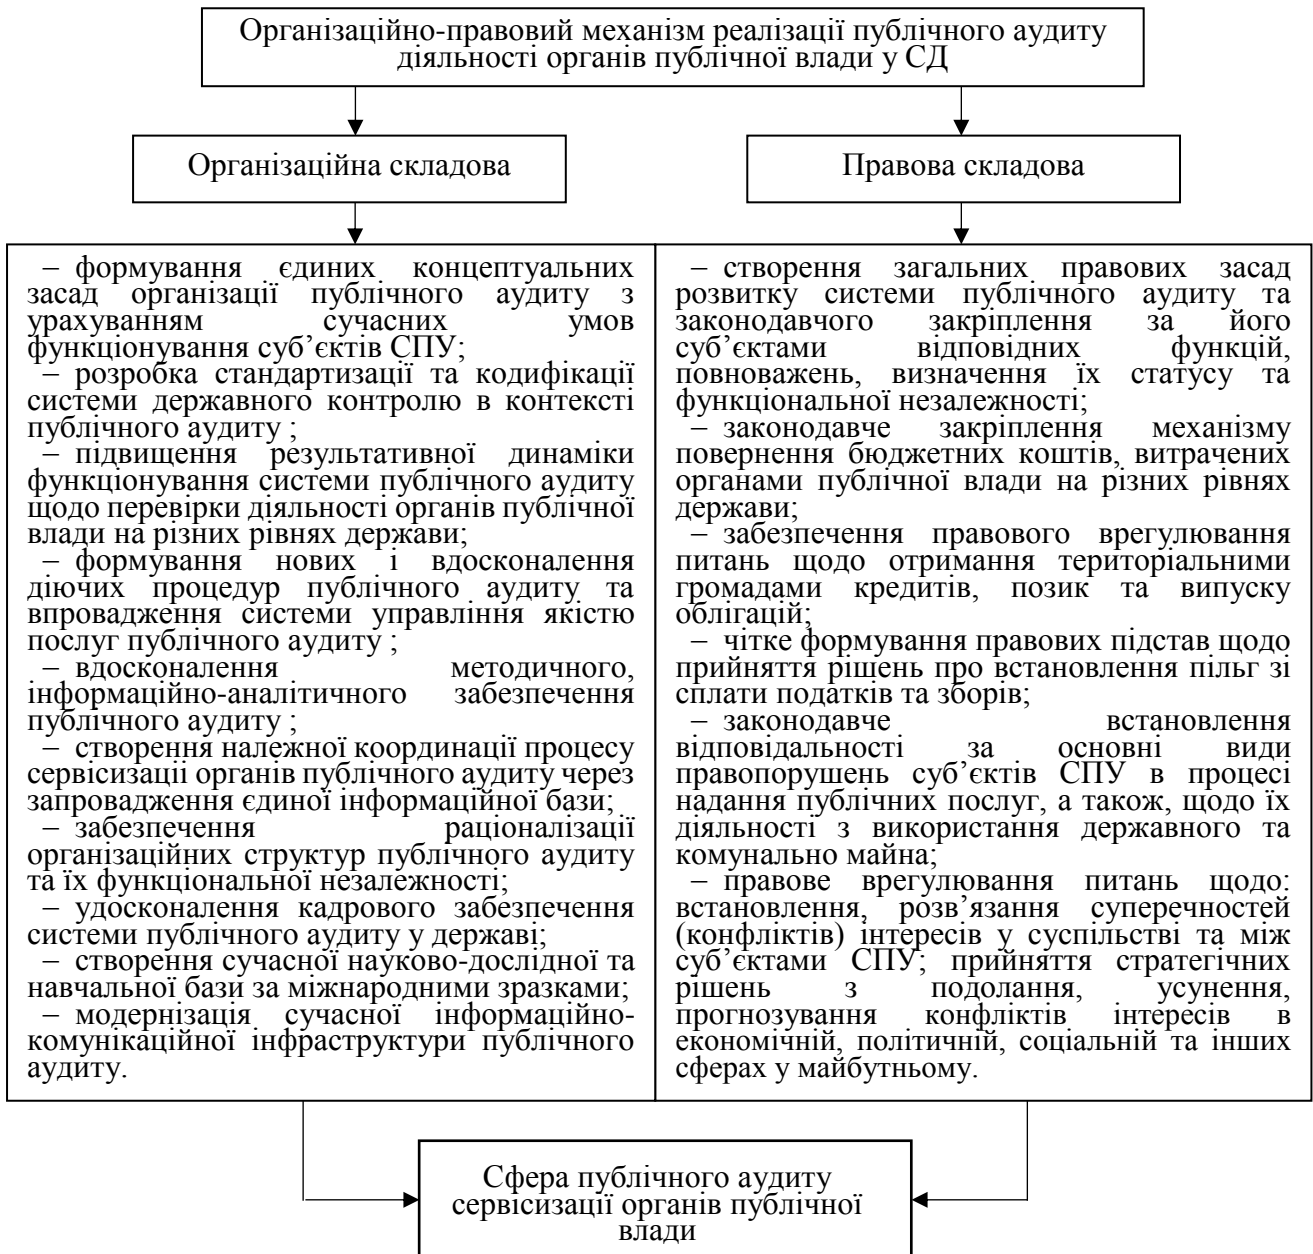 Організаційно-правовий механізм реалізації публічного аудиту
діяльності органів публічної влади у СД
Організаційна складова
Правова складова
– формування єдиних концептуальних
засад організації публічного аудиту з
урахуванням сучасних умов
функціонування суб’єктів СПУ;
– розробка стандартизації та кодифікації
системи державного контролю в контексті
публічного аудиту ;
– підвищення результативної динаміки
функціонування системи публічного аудиту
щодо перевірки діяльності органів публічної
влади на різних рівнях держави;
– формування нових і вдосконалення
діючих процедур публічного аудиту та
впровадження системи управління якістю
послуг публічного аудиту ;
– вдосконалення методичного,
інформаційно-аналітичного забезпечення
публічного аудиту ;
– створення належної координації процесу
сервісизаціі органів публічного аудиту через
запровадження єдиної інформаційної бази;
– забезпечення раціоналізації
організаційних структур публічного аудиту
та їх функціональної незалежності;
– удосконалення кадрового забезпечення
системи публічного аудиту у державі;
– створення сучасної науково-дослідної та
навчальної бази за міжнародними зразками;
– модернізація сучасної інформаційно-
комунікаційної інфраструктури публічного
аудиту.
– створення загальних правових засад
розвитку системи публічного аудиту та
законодавчого закріплення за його
суб’єктами відповідних функцій,
повноважень, визначення їх статусу та
функціональної незалежності;
– законодавче закріплення механізму
повернення бюджетних коштів, витрачених
органами публічної влади на різних рівнях
держави;
– забезпечення правового врегулювання
питань щодо отримання територіальними
громадами кредитів, позик та випуску
облігацій;
– чітке формування правових підстав щодо
прийняття рішень про встановлення пільг зі
сплати податків та зборів;
– законодавче встановлення
відповідальності за основні види
правопорушень суб’єктів СПУ в процесі
надання публічних послуг, а також, щодо їх
діяльності з використання державного та
комунально майна;
– правове врегулювання питань щодо:
встановлення, розв’язання суперечностей
(конфліктів) інтересів у суспільстві та між
суб’єктами СПУ; прийняття стратегічних
рішень з подолання, усунення,
прогнозування конфліктів інтересів в
економічній, політичній, соціальній та інших
сферах у майбутньому.
Сфера публічного аудиту
сервісизації органів публічної
влади